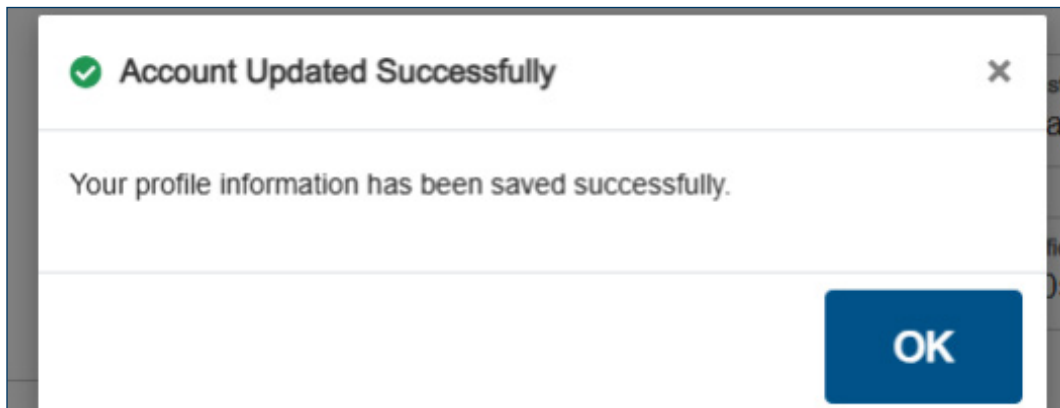 Account Updated Successfully
Your profile information has been saved successfully.
OK